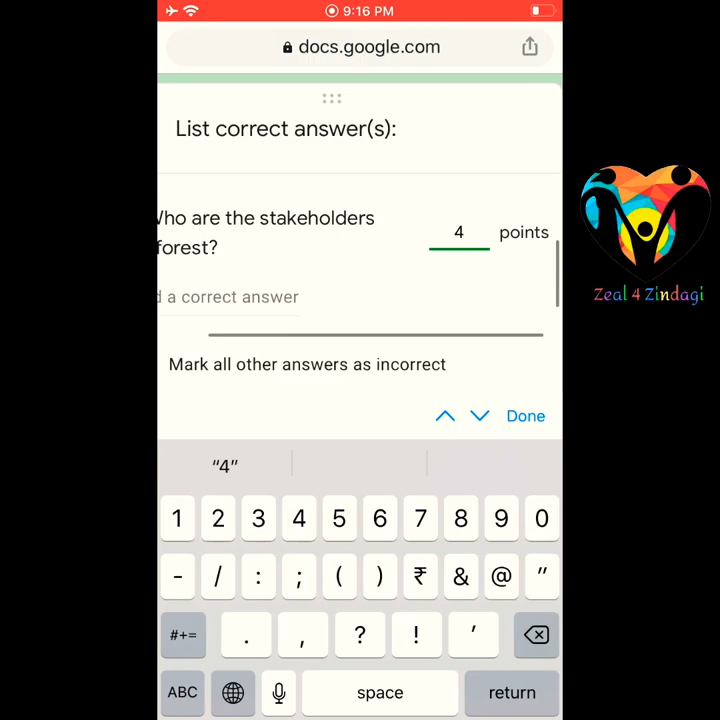 9:16 PM
docs.google.com
List correct answer(s):
Who are the stakeholders
forest?
4 points
d a correct answer
Mark all other answers as incorrect
Done
“4”
1 2 3 4 5 6 7 8 9 0
- / : ; ( ) ₹ & @ "
#+= . , ? ! '
ABC space return
Zeal 4 Zindagi